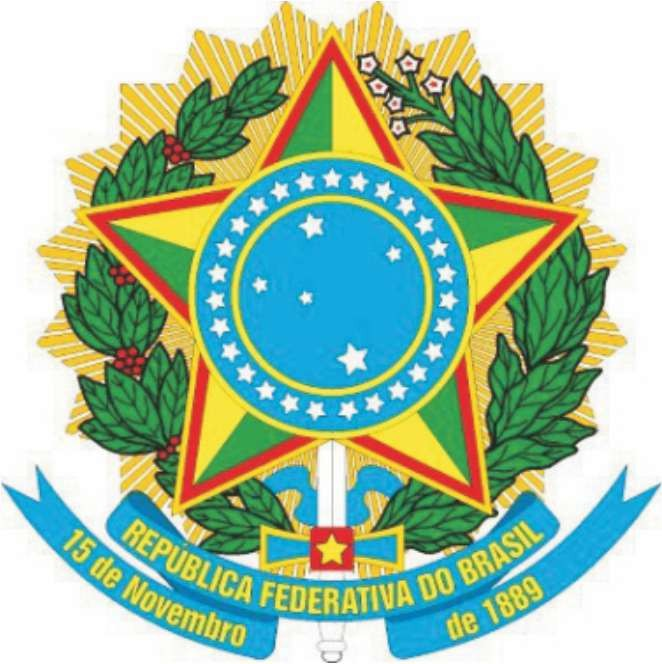 REPÚBLICA FEDERATIVA DO BRASIL
15 de Novembro
de 1889